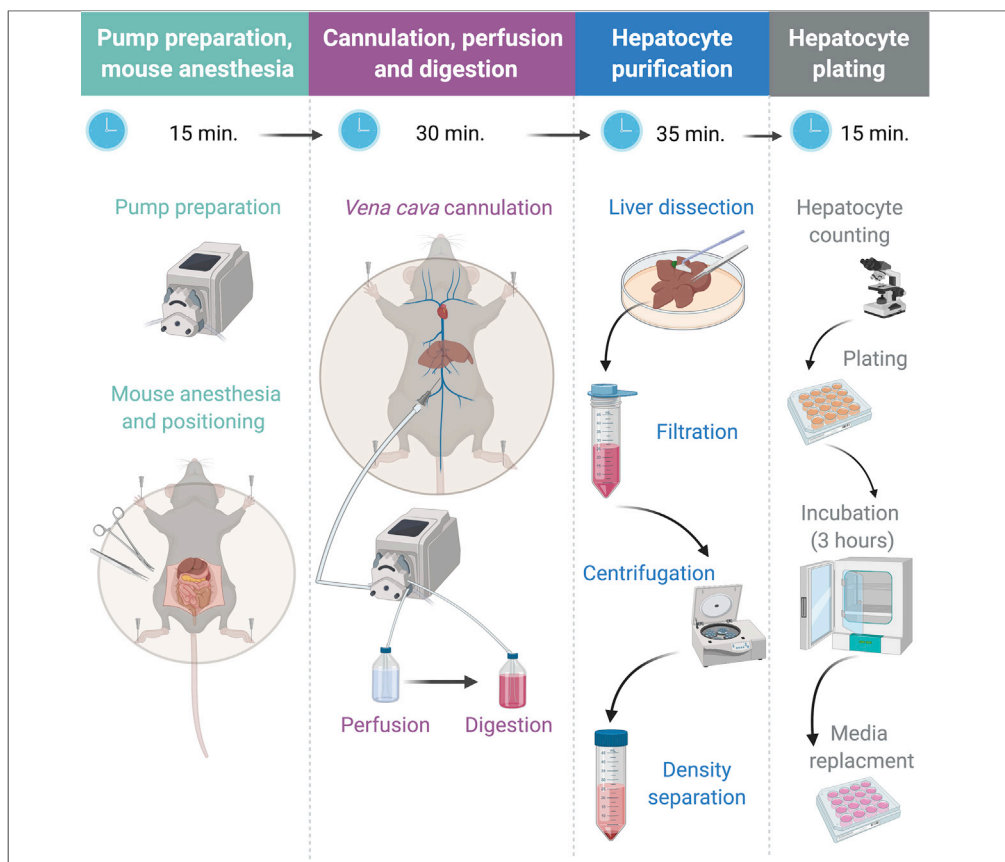 Pump preparation,
mouse anesthesia
Cannulation, perfusion
and digestion
Hepatocyte
purification
Hepatocyte
plating
15 min.
30 min.
35 min.
15 min.
Pump preparation
Mouse anesthesia
and positioning
Vena cava cannulation
Perfusion
Digestion
Liver dissection
Filtration
Centrifugation
Density
separation
Hepatocyte
counting
Plating
Incubation
(3 hours)
Media
replacment